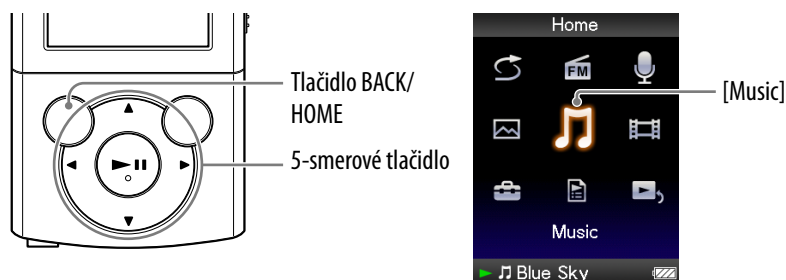 Tlačidlo BACK/
HOME
5-smerové tlačidlo
Home
FM
[Music]
Music
Blue Sky